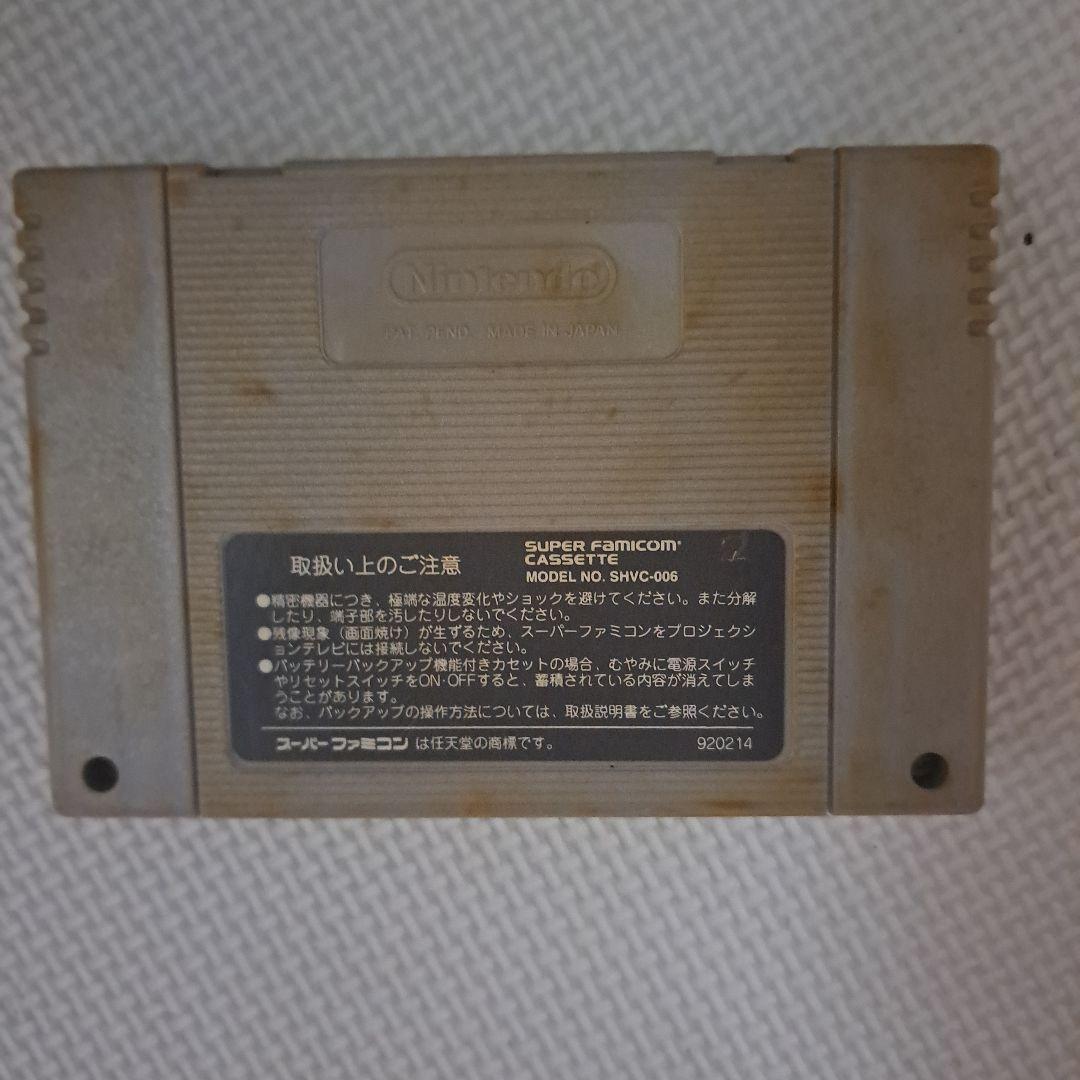 Nintendo
PAT. PEND. MADE IN JAPAN
取扱い上のご注意
SUPER FAMICOM
CASSETTE
MODEL NO. SHVC-006
●精密機器につき、極端な温度変化やショックを避けてください。また分解
したり、端子部を汚したりしないでください。
●残像現象（画面焼け）が生ずるため、スーパーファミコンをプロジェクシ
ョンテレビには接続しないでください。
●バッテリーバックアップ機能付きカセットの場合、むやみに電源スイッチ
やリセットスイッチをON・OFFすると、蓄積されている内容が消えてしま
うことがあります。
なお、バックアップの操作方法については、取扱説明書をご参照ください。
スーパーファミコン は任天堂の商標です。
920214